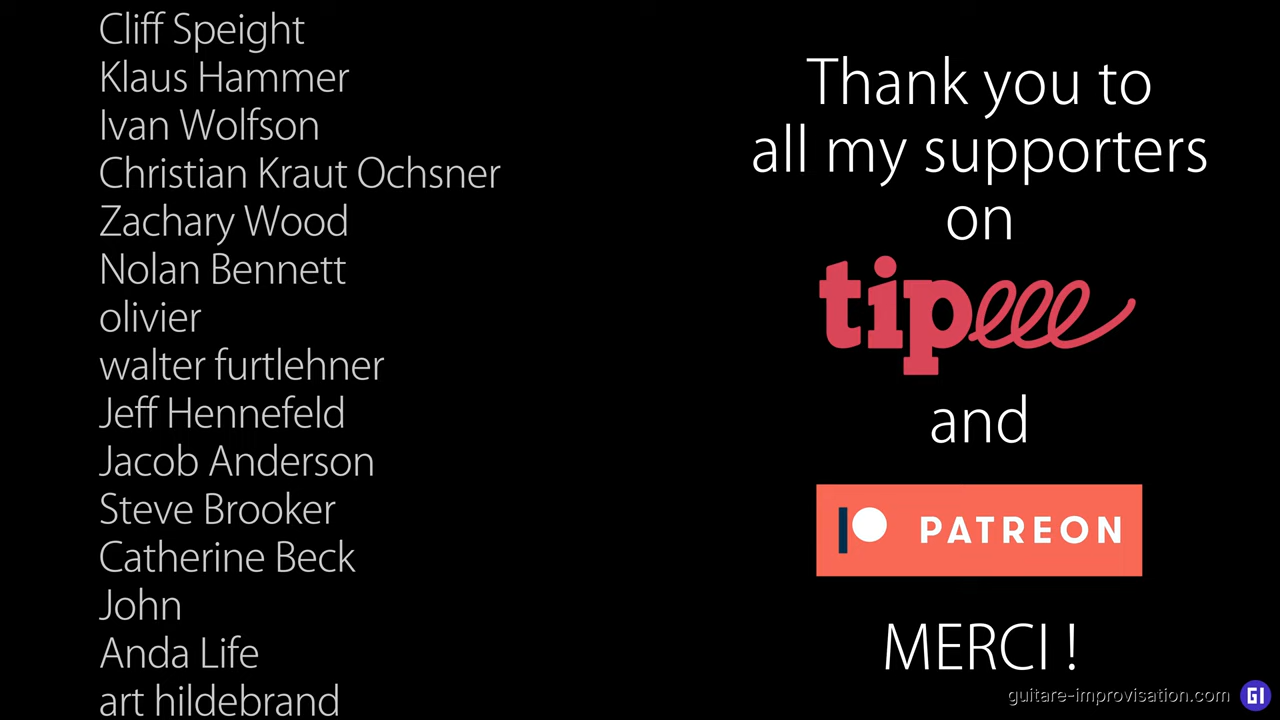 Cliff Speight
Klaus Hammer
Ivan Wolfson
Christian Kraut Ochsner
Zachary Wood
Nolan Bennett
olivier
walter furtlehner
Jeff Hennefeld
Jacob Anderson
Steve Brooker
Catherine Beck
John
Anda Life
art hildebrand
Thank you to
all my supporters
on
tipeee
and
PATREON
MERCI !
guitare-improvisation.com GI